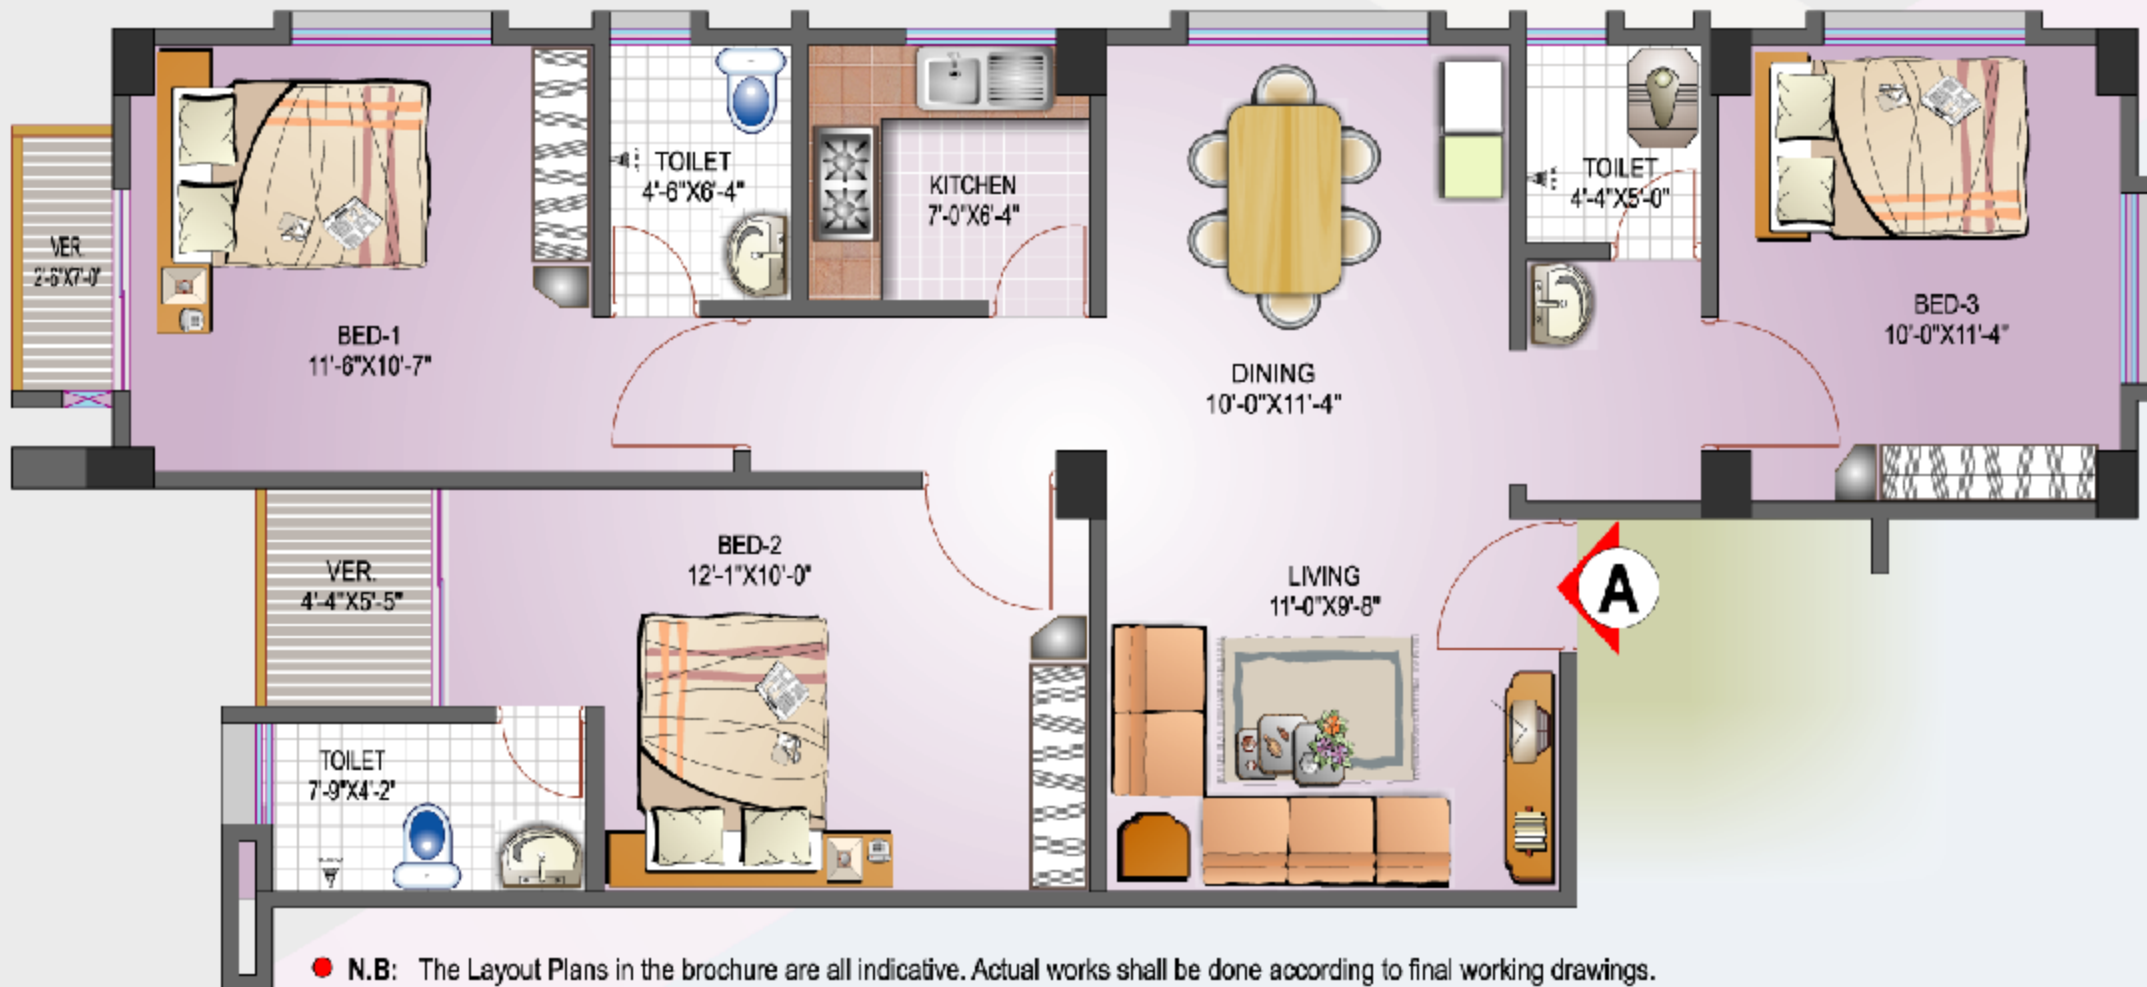 BED-1
11'-6"X10'-7"
VER.
2'-6"X7'-0"
TOILET
4'-6"X6'-4"
KITCHEN
7'-0"X6'-4"
DINING
10'-0"X11'-4"
TOILET
4'-4"X5'-0"
BED-3
10'-0"X11'-4"
VER.
4'-4"X5'-5"
BED-2
12'-1"X10'-0"
LIVING
11'-0"X9'-8"
A
TOILET
7'-9"X4'-2"
N.B: The Layout Plans in the brochure are all indicative. Actual works shall be done according to final working drawings.